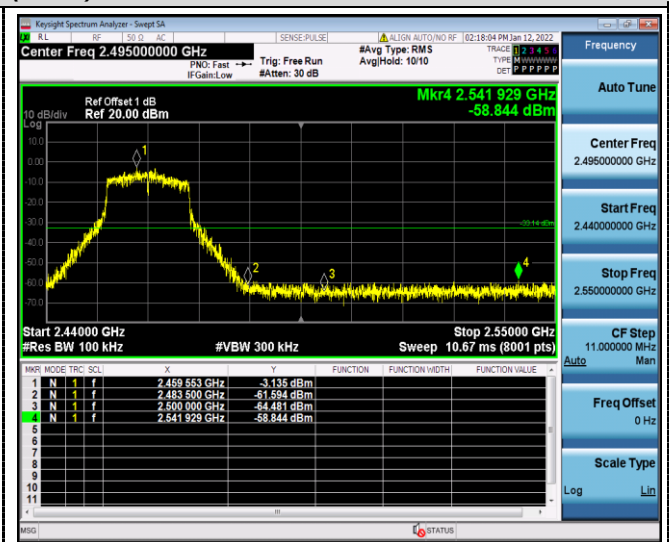 Keysight Spectrum Analyzer - Swept SA
RL RF 50 Ω AC SENSE:PULSE ALIGN AUTO/NO RF 02:18:04 PM Jan 12, 2022
Center Freq 2.495000000 GHz
PNO: Fast
IFGain:Low
Trig: Free Run
#Atten: 30 dB
#Avg Type: RMS
Avg|Hold: 10/10
TRACE 1 2 3 4 5 6
TYPE MWWWWW
DET P P P P P P
10 dB/div
Log
Ref Offset 1 dB
Ref 20.00 dBm
Mkr4 2.541 929 GHz
-58.844 dBm
10.0
0.00
-10.0
-20.0
-30.0
-40.0
-50.0
-60.0
-70.0
1
2
3
4
Start 2.44000 GHz
#Res BW 100 kHz
#VBW 300 kHz
Stop 2.55000 GHz
Sweep 10.67 ms (8001 pts)
MKR MODE TRC SCL X Y FUNCTION FUNCTION WIDTH FUNCTION VALUE
1 N 1 f 2.459 553 GHz -3.135 dBm
2 N 1 f 2.483 500 GHz -61.594 dBm
3 N 1 f 2.500 000 GHz -64.481 dBm
4 N 1 f 2.541 929 GHz -58.844 dBm
5
6
7
8
9
10
11
MSG
STATUS
Frequency
Auto Tune
Center Freq
2.495000000 GHz
Start Freq
2.440000000 GHz
Stop Freq
2.550000000 GHz
CF Step
11.000000 MHz
Auto Man
Freq Offset
0 Hz
Scale Type
Log Lin